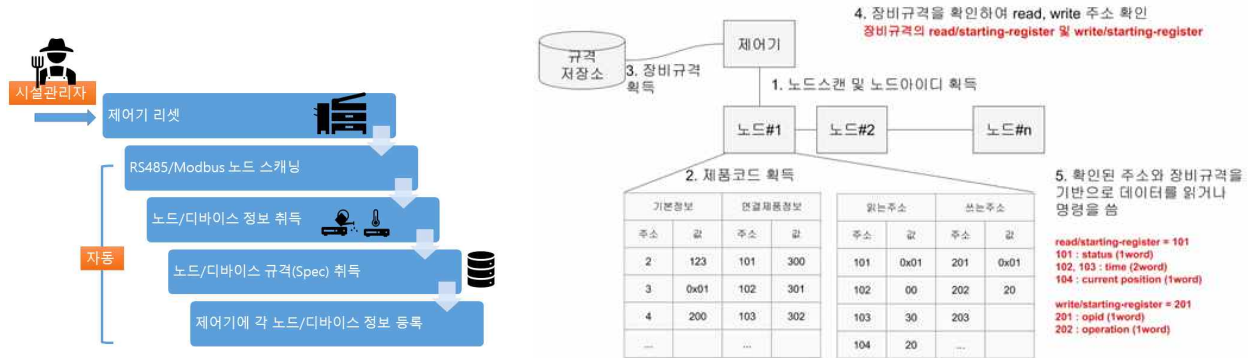 시설관리자
제어기 리셋
RS485/Modbus 노드 스캐닝
노드/디바이스 정보 취득
자동
노드/디바이스 규격(Spec) 취득
제어기에 각 노드/디바이스 정보 등록
4. 장비규격을 확인하여 read, write 주소 확인
장비규격의 read/starting-register 및 write/starting-register
규격
저장소
제어기
3. 장비규격
획득
1. 노드스캔 및 노드아이디 획득
노드#1
노드#2
노드#n
2. 제품코드 획득
기본정보 연결제품정보
주소 값 주소 값
2 123 101 300
3 0x01 102 301
4 200 103 302
... ...
읽는주소 쓰는주소
주소 값 주소 값
101 0x01 201 0x01
102 00 202 20
103 30 203
104 20 ...
5. 확인된 주소와 장비규격을
기반으로 데이터를 읽거나
명령을 씀
read/starting-register = 101
101 : status (1word)
102, 103 : time (2word)
104 : current position (1word)
write/starting-register = 201
201 : opid (1word)
202 : operation (1word)